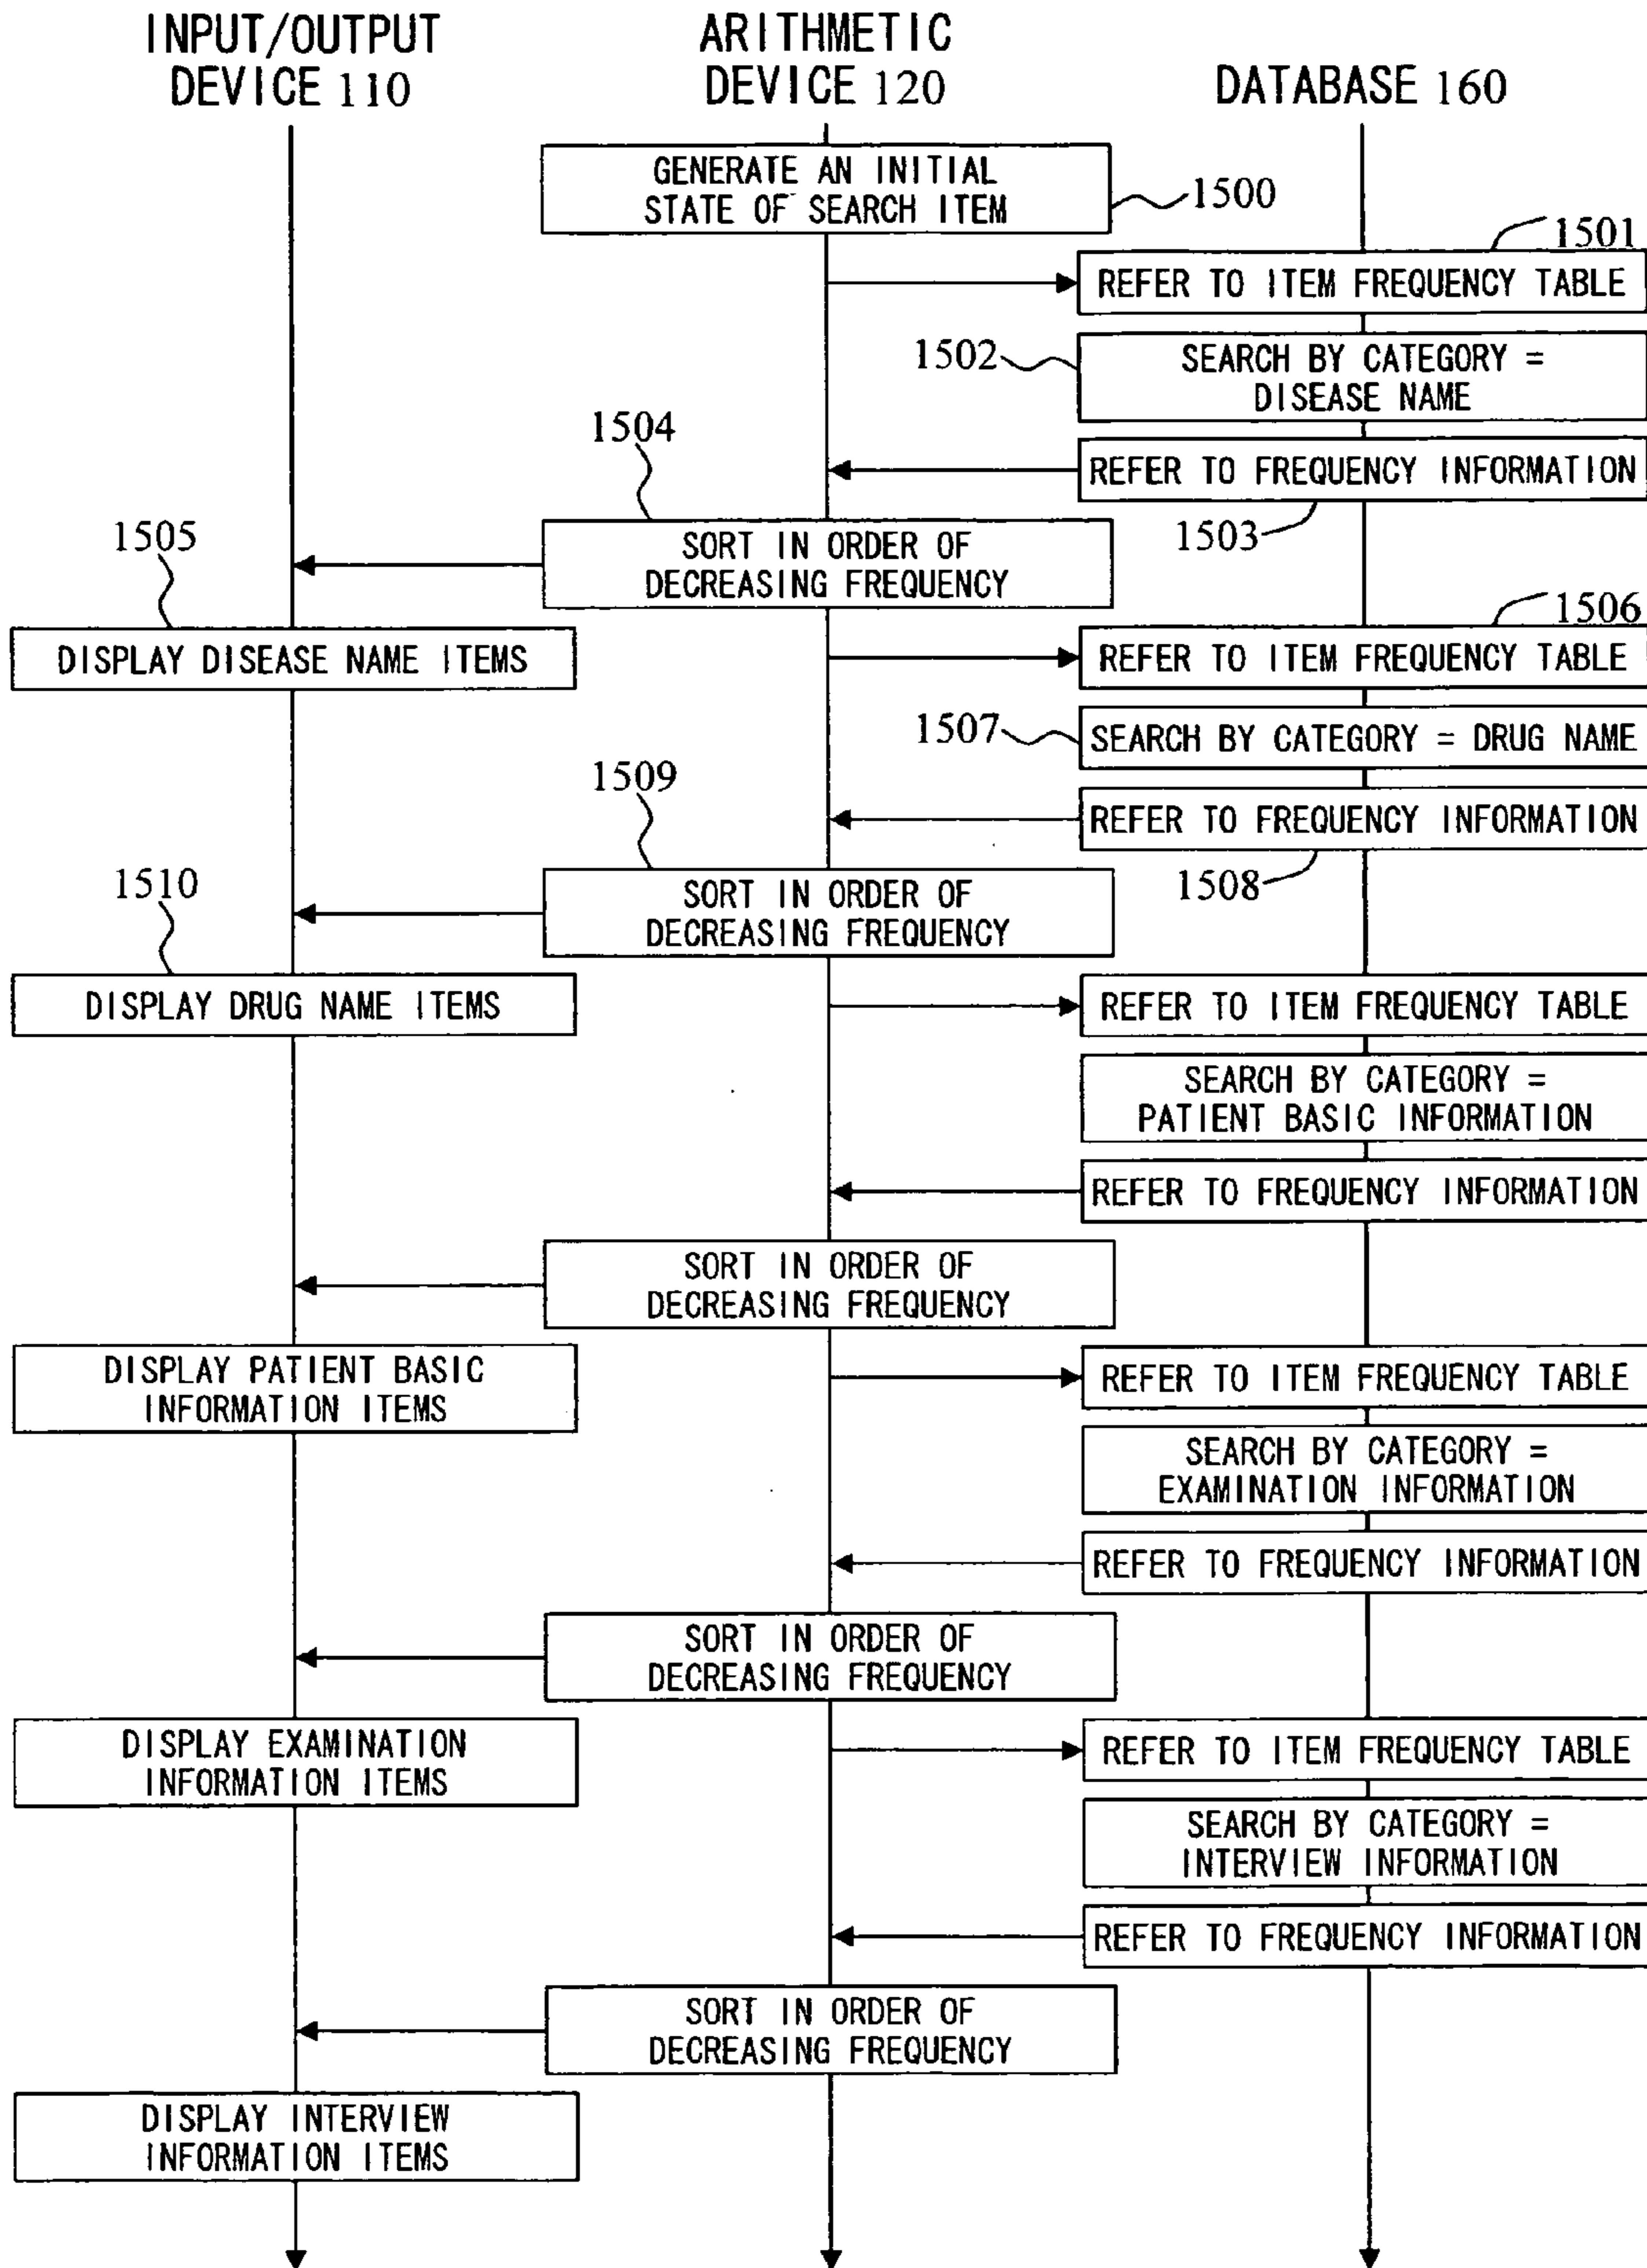 INPUT/OUTPUT
DEVICE 110
ARITHMETIC
DEVICE 120
DATABASE 160
GENERATE AN INITIAL
STATE OF SEARCH ITEM
1500
1501
REFER TO ITEM FREQUENCY TABLE
1502
SEARCH BY CATEGORY =
DISEASE NAME
REFER TO FREQUENCY INFORMATION
1503
1504
SORT IN ORDER OF
DECREASING FREQUENCY
1505
DISPLAY DISEASE NAME ITEMS
1506
REFER TO ITEM FREQUENCY TABLE
1507
SEARCH BY CATEGORY = DRUG NAME
REFER TO FREQUENCY INFORMATION
1508
1509
SORT IN ORDER OF
DECREASING FREQUENCY
1510
DISPLAY DRUG NAME ITEMS
REFER TO ITEM FREQUENCY TABLE
SEARCH BY CATEGORY =
PATIENT BASIC INFORMATION
REFER TO FREQUENCY INFORMATION
SORT IN ORDER OF
DECREASING FREQUENCY
DISPLAY PATIENT BASIC
INFORMATION ITEMS
REFER TO ITEM FREQUENCY TABLE
SEARCH BY CATEGORY =
EXAMINATION INFORMATION
REFER TO FREQUENCY INFORMATION
SORT IN ORDER OF
DECREASING FREQUENCY
DISPLAY EXAMINATION
INFORMATION ITEMS
REFER TO ITEM FREQUENCY TABLE
SEARCH BY CATEGORY =
INTERVIEW INFORMATION
REFER TO FREQUENCY INFORMATION
SORT IN ORDER OF
DECREASING FREQUENCY
DISPLAY INTERVIEW
INFORMATION ITEMS